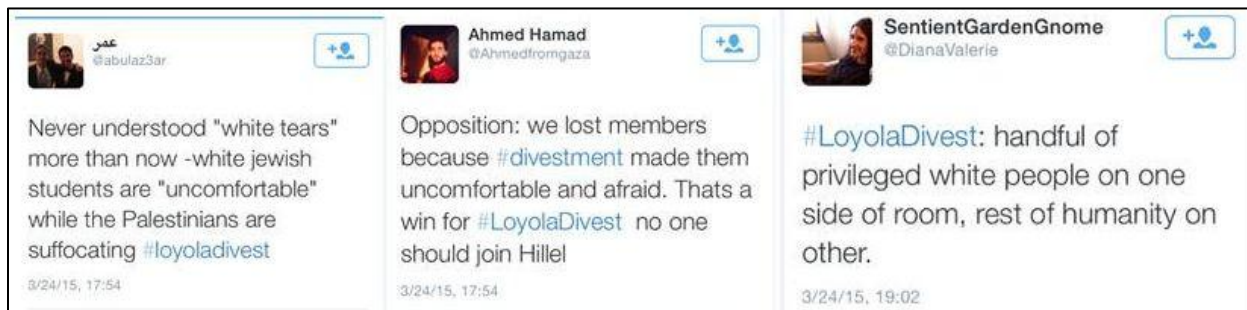 عمر
@abulaz3ar
Never understood "white tears"
more than now -white jewish
students are "uncomfortable"
while the Palestinians are
suffocating #loyoladivest
3/24/15, 17:54
Ahmed Hamad
@Ahmedfromgaza
Opposition: we lost members
because #divestment made them
uncomfortable and afraid. Thats a
win for #LoyolaDivest no one
should join Hillel
3/24/15, 17:54
SentientGardenGnome
@DianaValerie
#LoyolaDivest: handful of
privileged white people on one
side of room, rest of humanity on
other.
3/24/15, 19:02